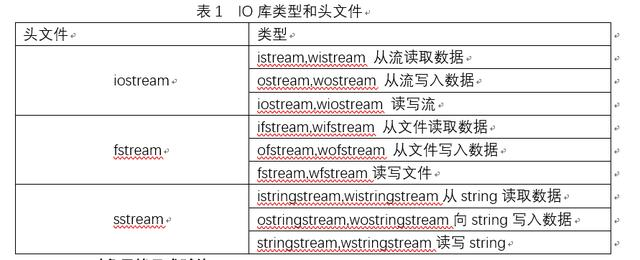 表 1 IO 库类型和头文件
头文件 类型
iostream
istream,wistream 从流读取数据
ostream,wostream 从流写入数据
iostream,wiostream 读写流
fstream
ifstream,wifstream 从文件读取数据
ofstream,wofstream 从文件写入数据
fstream,wfstream 读写文件
sstream
istringstream,wistringstream 从 string 读取数据
ostringstream,wostringstream 向 string 写入数据
stringstream,wstringstream 读写 string